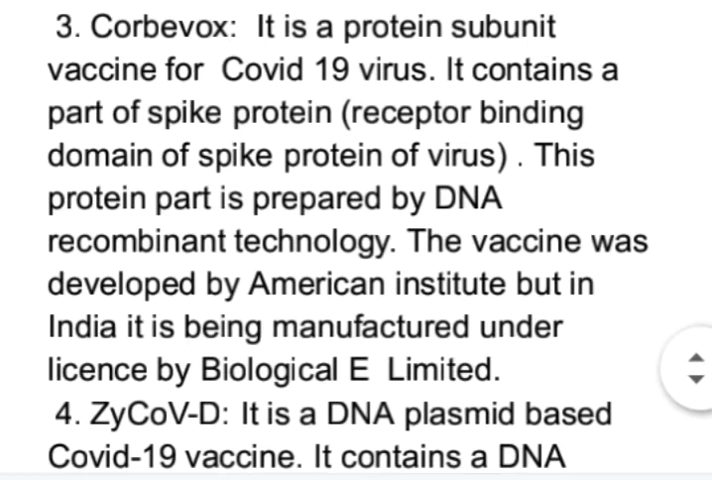 3. Corbevox: It is a protein subunit
vaccine for Covid 19 virus. It contains a
part of spike protein (receptor binding
domain of spike protein of virus) . This
protein part is prepared by DNA
recombinant technology. The vaccine was
developed by American institute but in
India it is being manufactured under
licence by Biological E Limited.
4. ZyCoV-D: It is a DNA plasmid based
Covid-19 vaccine. It contains a DNA